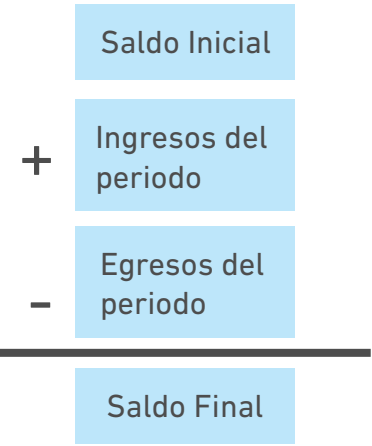 Saldo Inicial
+
Ingresos del
periodo
-
Egresos del
periodo
Saldo Final